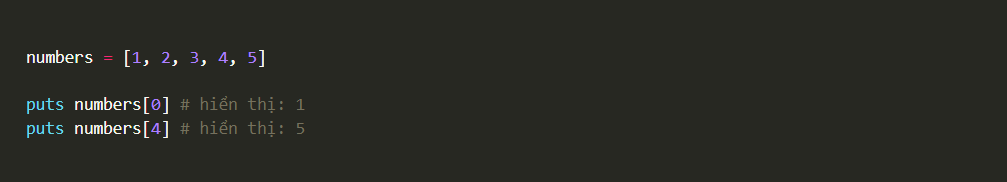 numbers = [1, 2, 3, 4, 5]
puts numbers[0] # hiển thị: 1
puts numbers[4] # hiển thị: 5